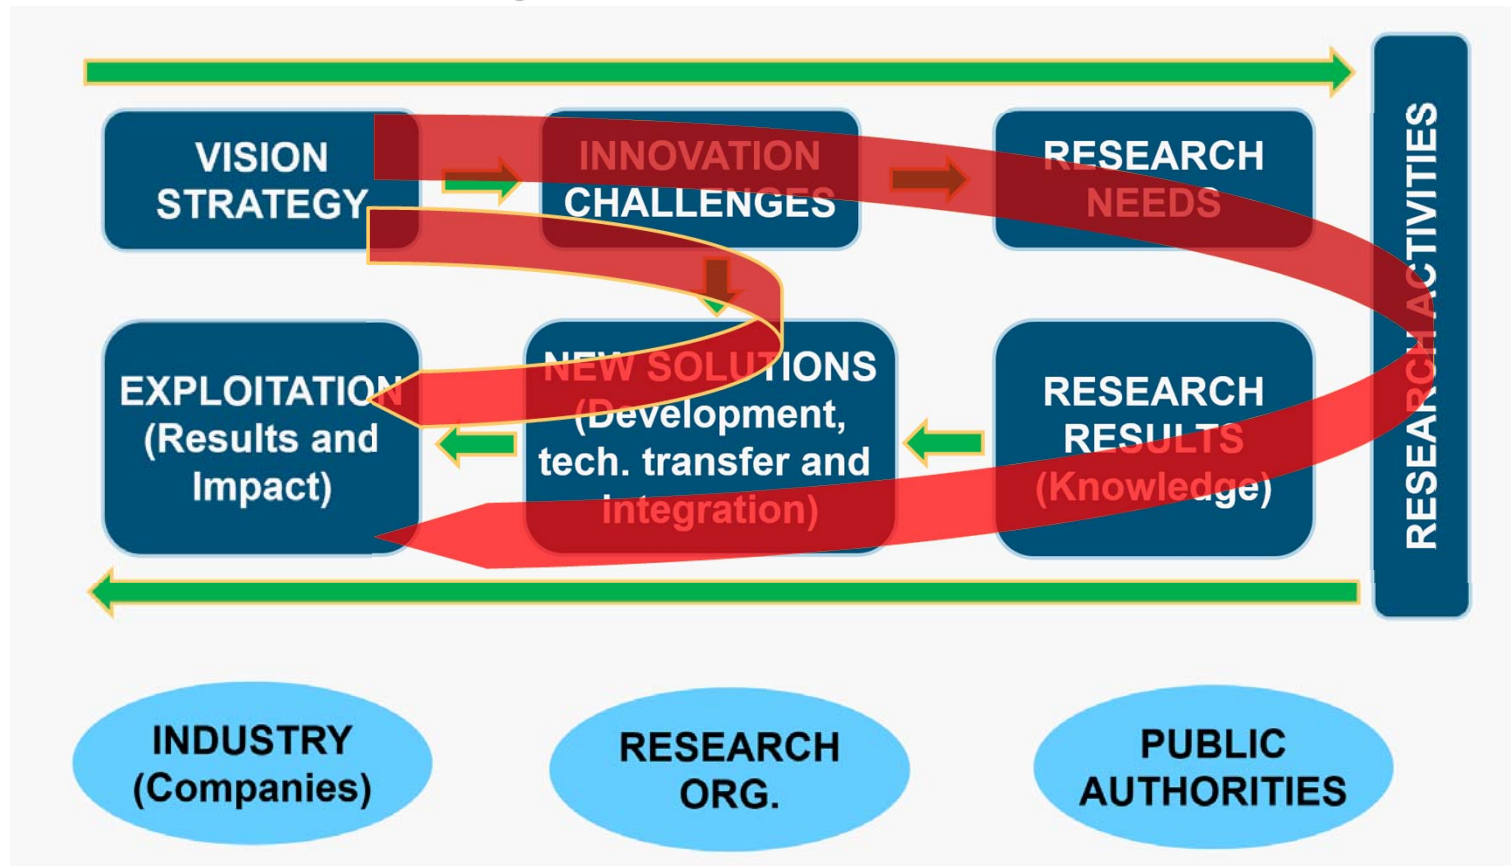 VISION
STRATEGY
INNOVATION
CHALLENGES
RESEARCH
NEEDS
RESEARCH ACTIVITIES
EXPLOITATION
(Results and
Impact)
NEW SOLUTIONS
(Development,
tech. transfer and
integration)
RESEARCH
RESULTS
(Knowledge)
INDUSTRY
(Companies)
RESEARCH
ORG.
PUBLIC
AUTHORITIES